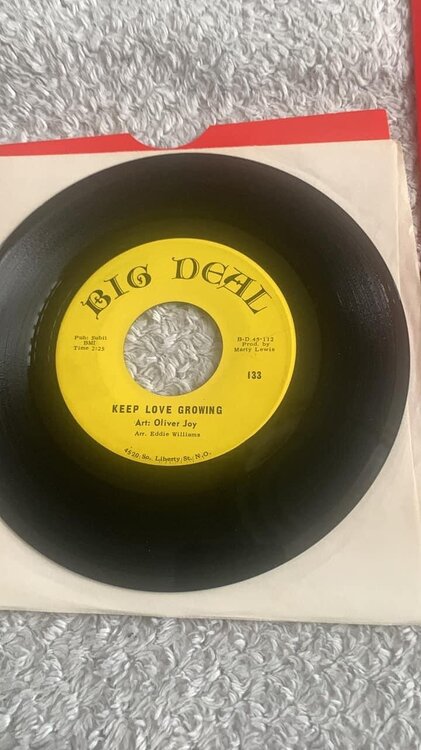 BIG DEAL
Pub: Subil
BMI
Time 2:25
B-D 45-112
Prod. by
Marty Lewis
133
KEEP LOVE GROWING
Art: Oliver Joy
Arr. Eddie Williams
4520 So. Liberty St. N.O.